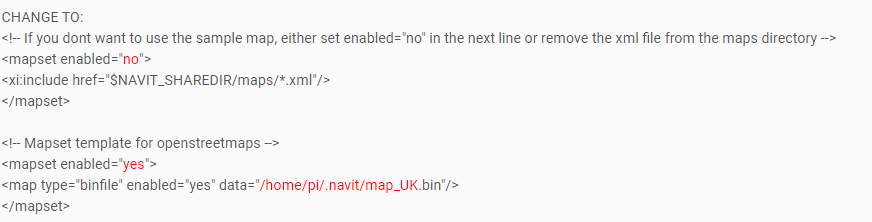 CHANGE TO:
<!-- If you dont want to use the sample map, either set enabled="no" in the next line or remove the xml file from the maps directory -->
<mapset enabled="no">
<xi:include href="$NAVIT_SHAREDIR/maps/*.xml"/>
</mapset>
<!-- Mapset template for openstreetmaps -->
<mapset enabled="yes">
<map type="binfile" enabled="yes" data="/home/pi/.navit/map_UK.bin"/>
</mapset>